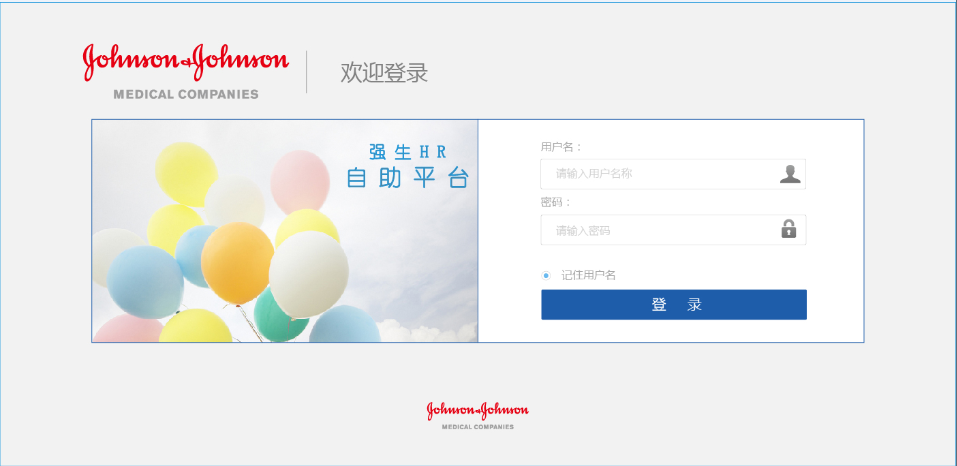 Johnson&Johnson
MEDICAL COMPANIES
欢迎登录
强生HR
自助平台
用户名：
请输入用户名称
密码：
请输入密码
记住用户名
登 录
Johnson&Johnson
MEDICAL COMPANIES